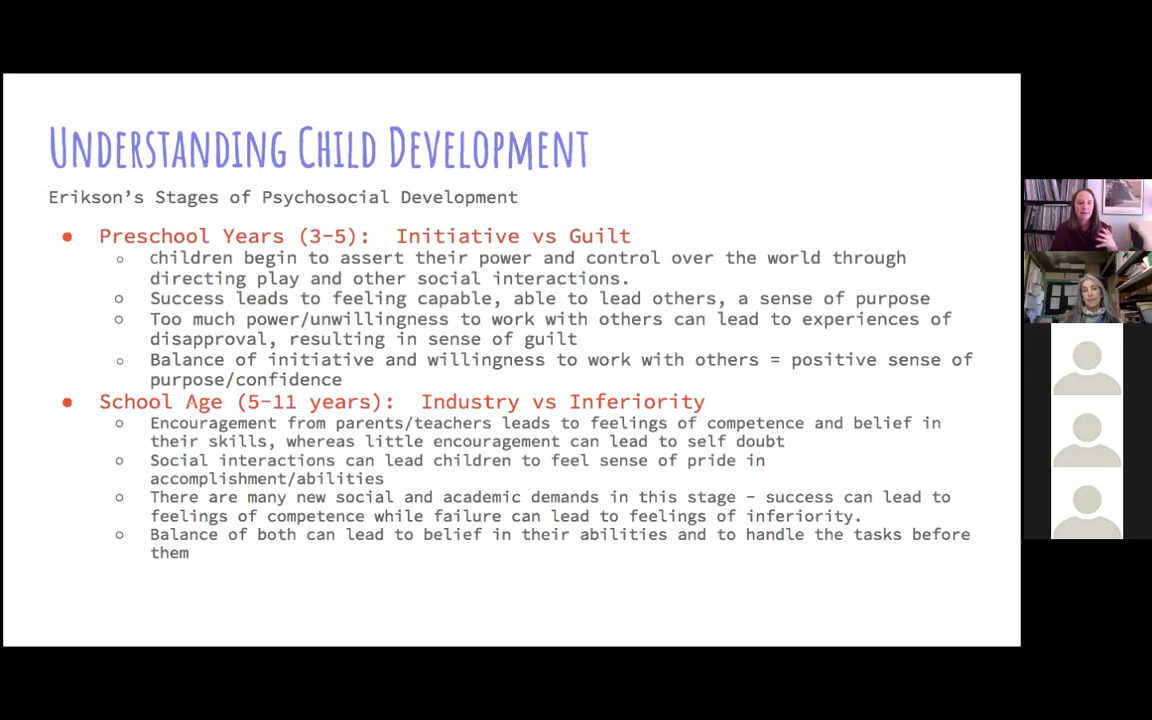 Understanding Child Development
Erikson's Stages of Psychosocial Development
● Preschool Years (3-5): Initiative vs Guilt
○ children begin to assert their power and control over the world through
directing play and other social interactions.
○ Success leads to feeling capable, able to lead others, a sense of purpose
○ Too much power/unwillingness to work with others can lead to experiences of
disapproval, resulting in sense of guilt
○ Balance of initiative and willingness to work with others = positive sense of
purpose/confidence
● School Age (5-11 years): Industry vs Inferiority
○ Encouragement from parents/teachers leads to feelings of competence and belief in
their skills, whereas little encouragement can lead to self doubt
○ Social interactions can lead children to feel sense of pride in
accomplishment/abilities
○ There are many new social and academic demands in this stage - success can lead to
feelings of competence while failure can lead to feelings of inferiority.
○ Balance of both can lead to belief in their abilities and to handle the tasks before
them